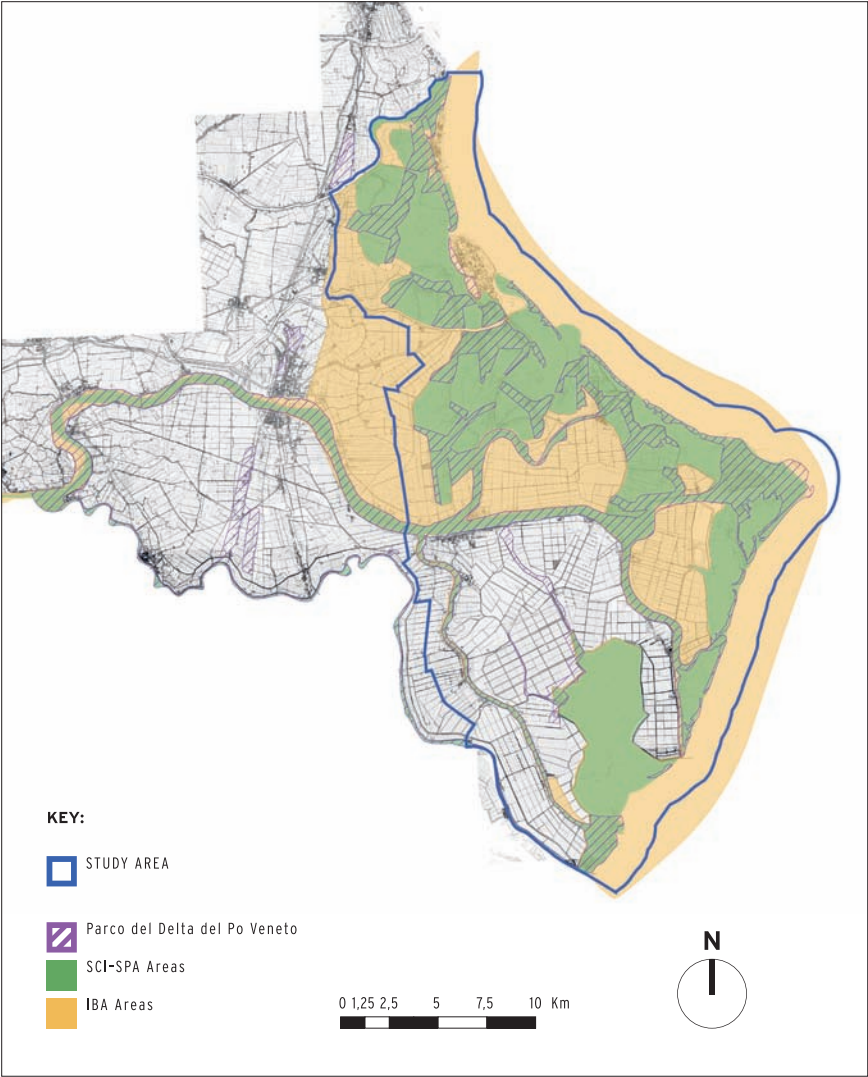 KEY:
STUDY AREA
Parco del Delta del Po Veneto
SCI-SPA Areas
IBA Areas
0 1,25 2,5 5 7,5 10 Km
N